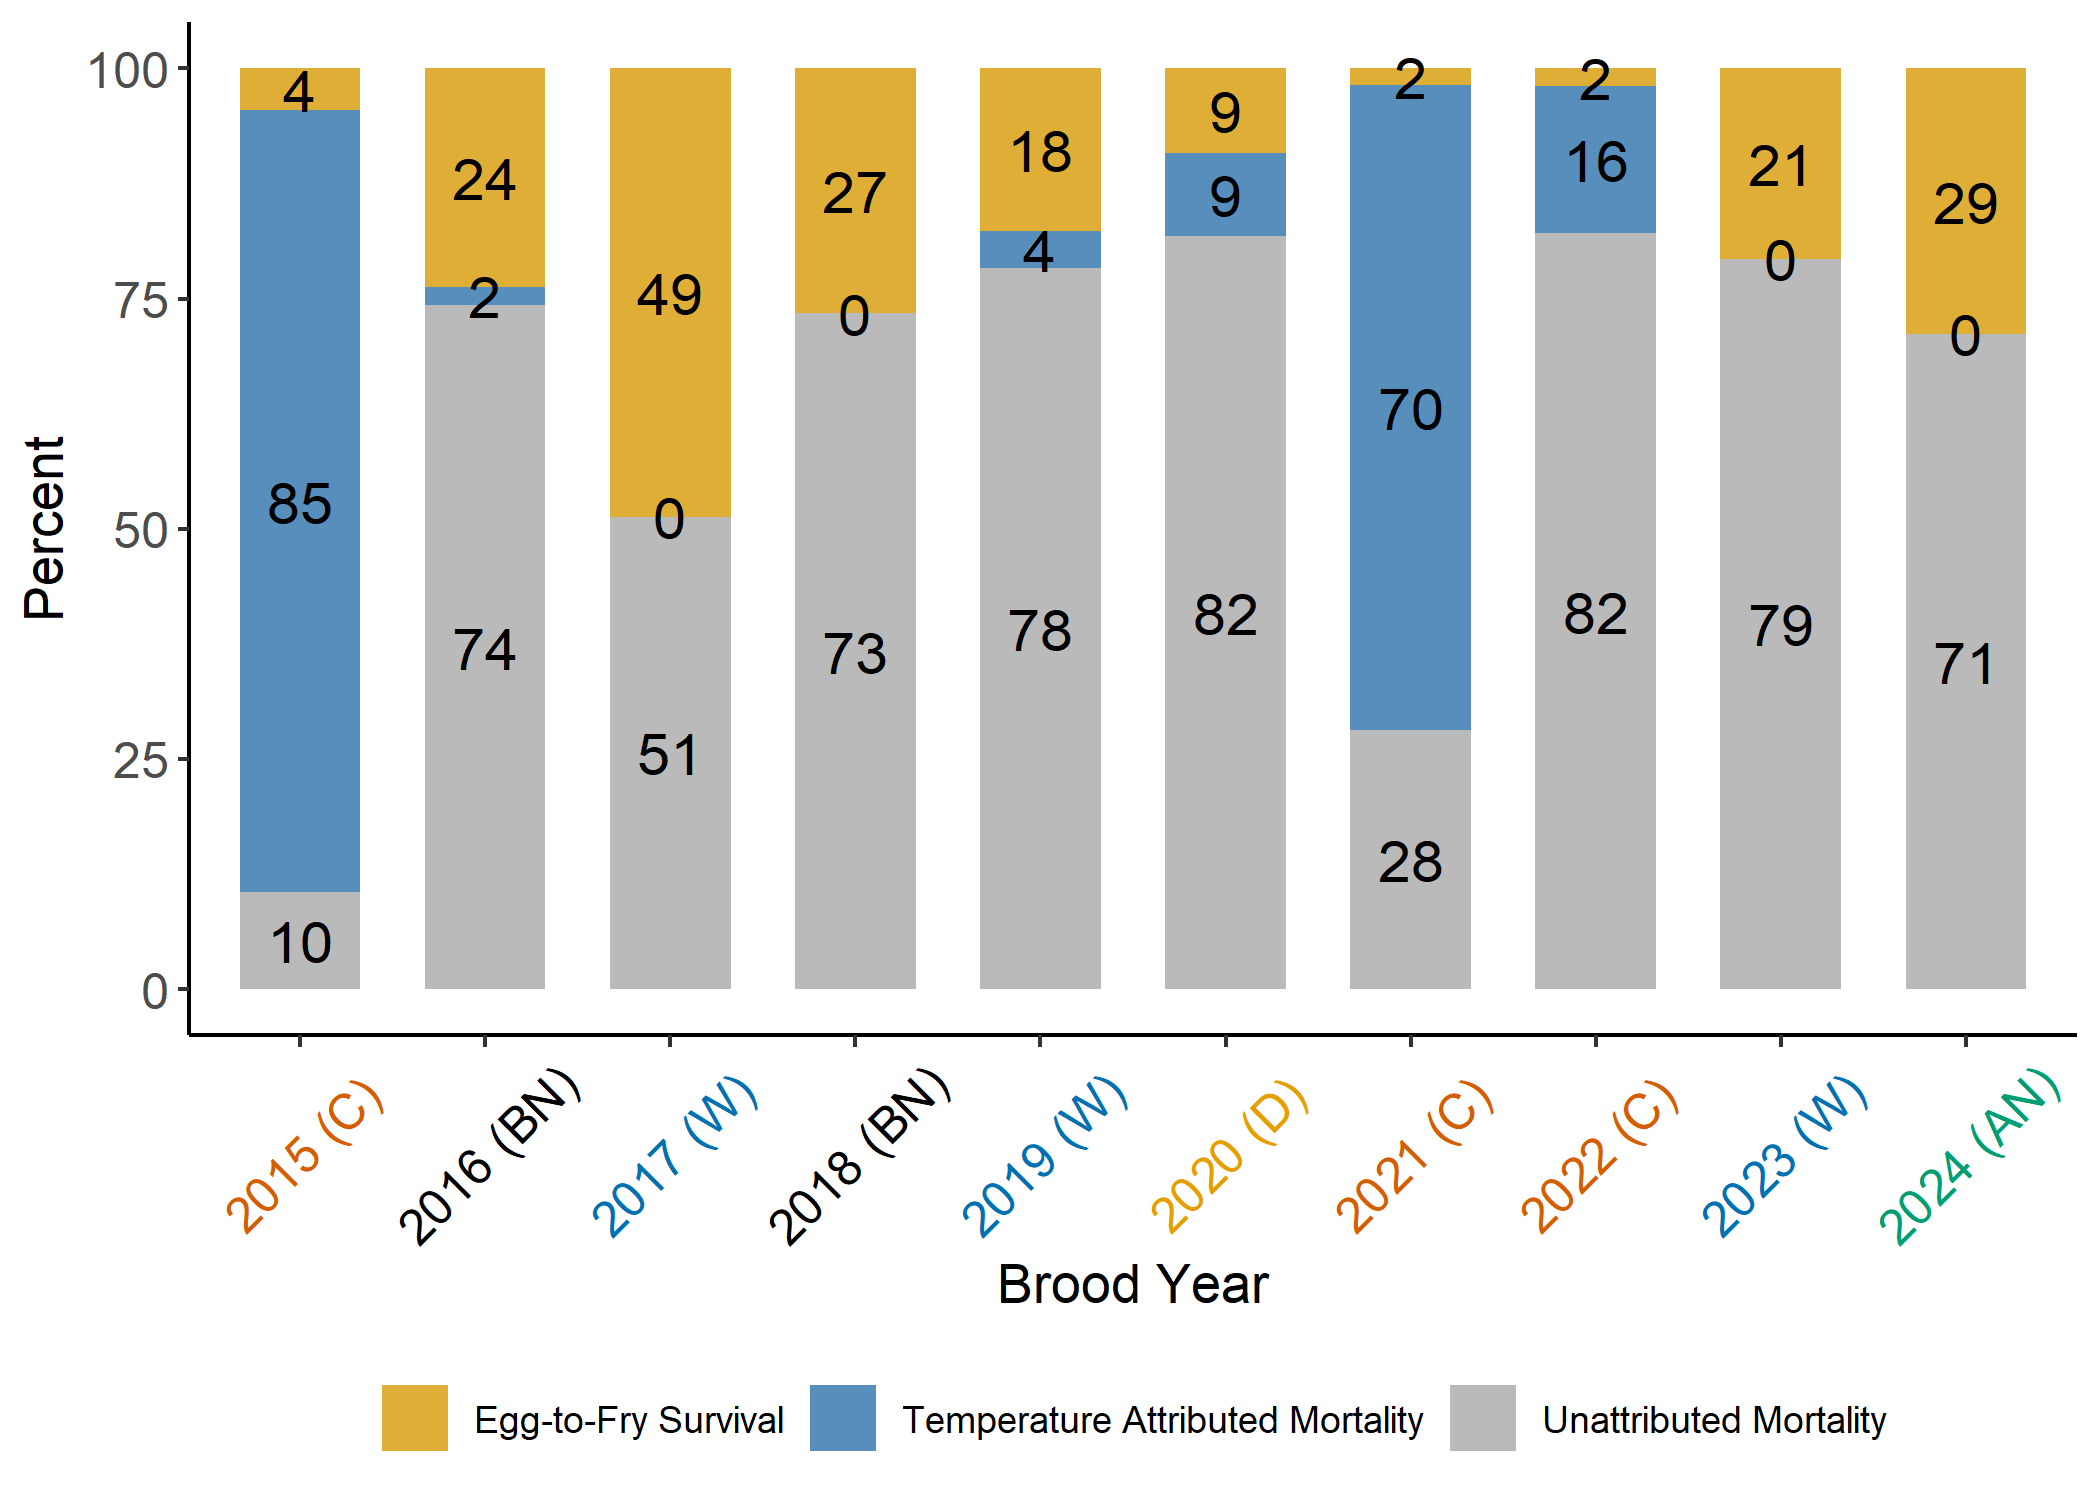 100
75
50
25
0
Percent
4
85
10
24
2
74
49
0
51
27
0
73
18
4
78
9
9
82
2
70
28
2
16
82
21
0
79
29
0
71
2015 (C)
2016 (BN)
2017 (W)
2018 (BN)
2019 (W)
2020 (D)
2021 (C)
2022 (C)
2023 (W)
2024 (AN)
Brood Year
Egg-to-Fry Survival
Temperature Attributed Mortality
Unattributed Mortality